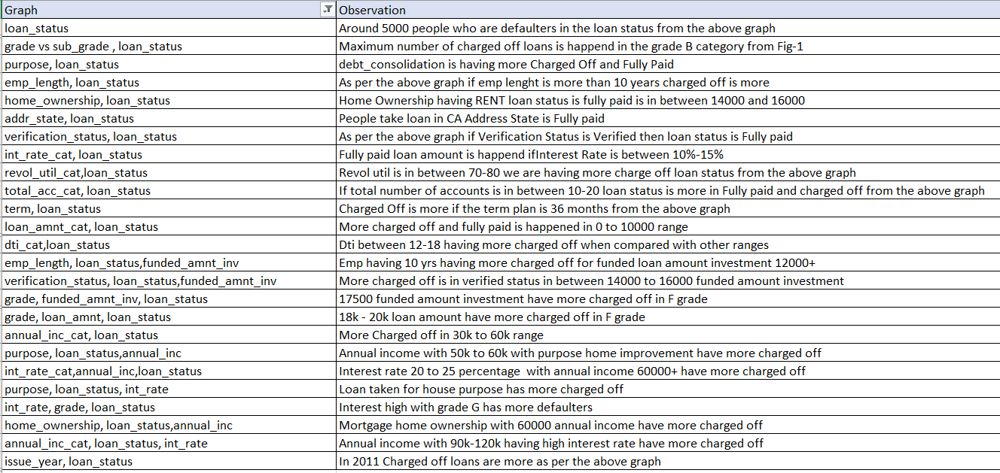 Graph Observation
loan_status Around 5000 people who are defaulters in the loan status from the above graph
grade vs sub_grade , loan_status Maximum number of charged off loans is happend in the grade B category from Fig-1
purpose, loan_status debt_consolidation is having more Charged Off and Fully Paid
emp_length, loan_status As per the above graph if emp lenght is more than 10 years charged off is more
home_ownership, loan_status Home Ownership having RENT loan status is fully paid is in between 14000 and 16000
addr_state, loan_status People take loan in CA Address State is Fully paid
verification_status, loan_status As per the above graph if Verification Status is Verified then loan status is Fully paid
int_rate_cat, loan_status Fully paid loan amount is happend ifInterest Rate is between 10%-15%
revol_util_cat,loan_status Revol util is in between 70-80 we are having more charge off loan status from the above graph
total_acc_cat, loan_status If total number of accounts is in between 10-20 loan status is more in Fully paid and charged off from the above graph
term, loan_status Charged Off is more if the term plan is 36 months from the above graph
loan_amnt_cat, loan_status More charged off and fully paid is happened in 0 to 10000 range
dti_cat,loan_status Dti between 12-18 having more charged off when compared with other ranges
emp_length, loan_status,funded_amnt_inv Emp having 10 yrs having more charged off for funded loan amount investment 12000+
verification_status, loan_status,funded_amnt_inv More charged off is in verified status in between 14000 to 16000 funded amount investment
grade, funded_amnt_inv, loan_status 17500 funded amount investment have more charged off in F grade
grade, loan_amnt, loan_status 18k - 20k loan amount have more charged off in F grade
annual_inc_cat, loan_status More Charged off in 30k to 60k range
purpose, loan_status,annual_inc Annual income with 50k to 60k with purpose home improvement have more charged off
int_rate_cat,annual_inc,loan_status Interest rate 20 to 25 percentage  with annual income 60000+ have more charged off
purpose, loan_status, int_rate Loan taken for house purpose has more charged off
int_rate, grade, loan_status Interest high with grade G has more defaulters
home_ownership, loan_status,annual_inc Mortgage home ownership with 60000 annual income have more charged off
annual_inc_cat, loan_status, int_rate Annual income with 90k-120k having high interest rate have more charged off
issue_year, loan_status In 2011 Charged off loans are more as per the above graph